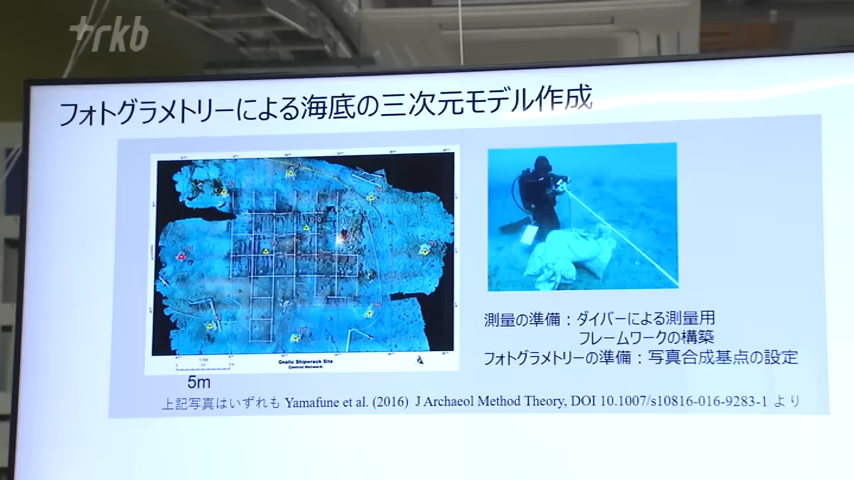 rkb
フォトグラメトリーによる海底の三次元モデル作成
Gnalic Shipwreck Site
Control Network
5m
測量の準備：ダイバーによる測量用
フレームワークの構築
フォトグラメトリーの準備：写真合成基点の設定
上記写真はいずれも Yamafune et al. (2016) J Archaeol Method Theory, DOI 10.1007/s10816-016-9283-1 より